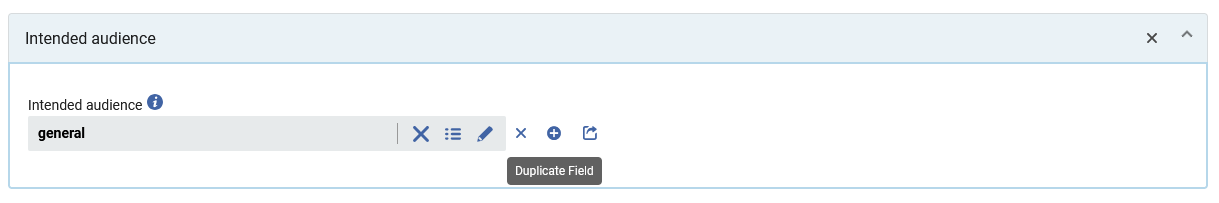 Intended audience
Intended audience
general
Duplicate Field